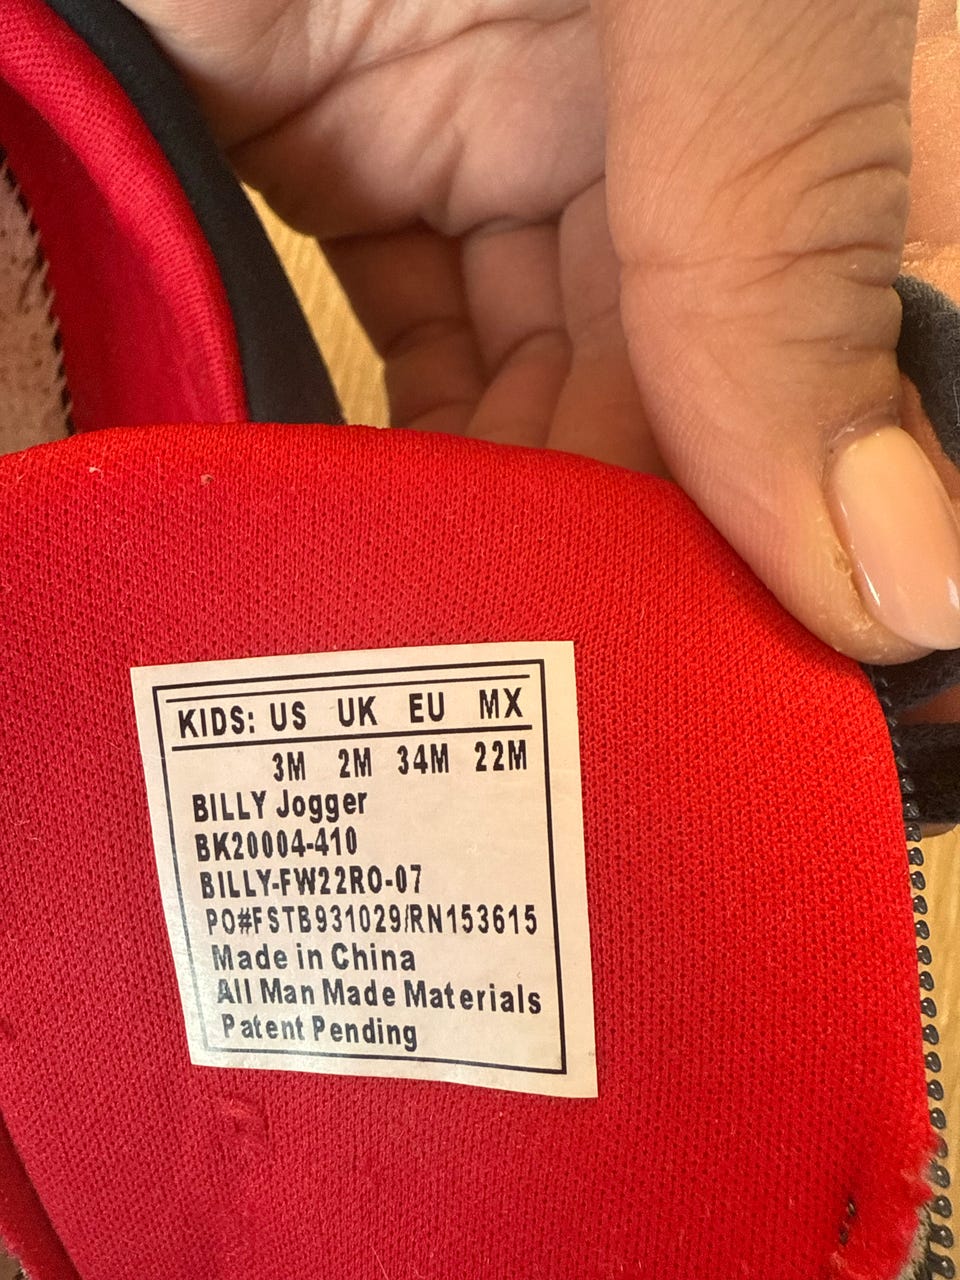 KIDS: US UK EU MX
3M 2M 34M 22M
BILLY Jogger
BK20004-410
BILLY-FW22RO-07
PO#FSTB931029/RN153615
Made in China
All Man Made Materials
Patent Pending